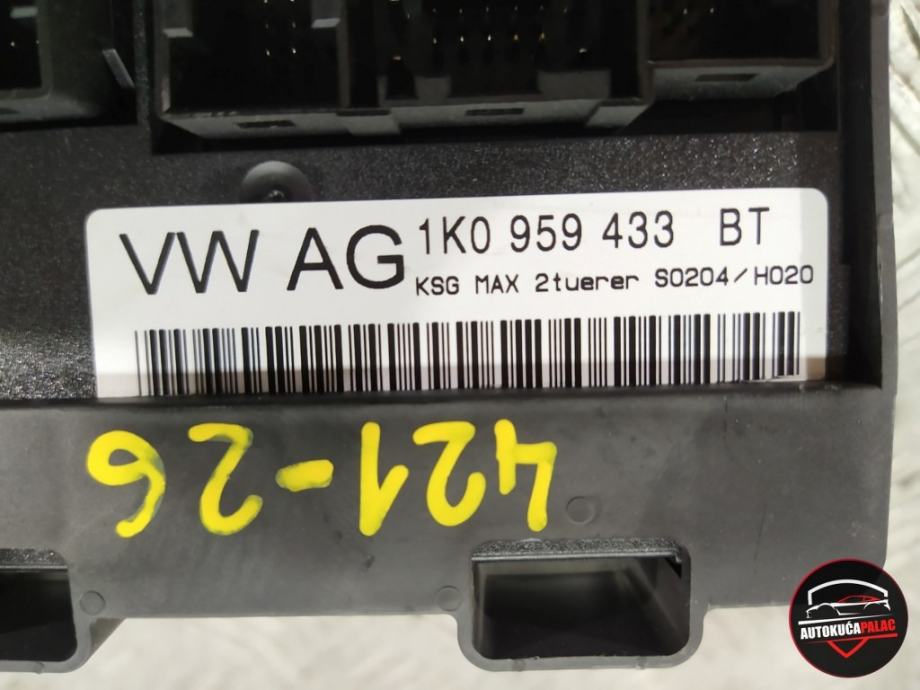 VW AG 1K0 959 433 BT
KSG MAX 2tuerer S0204/H020
421-26
AUTOKUĆAPALAC